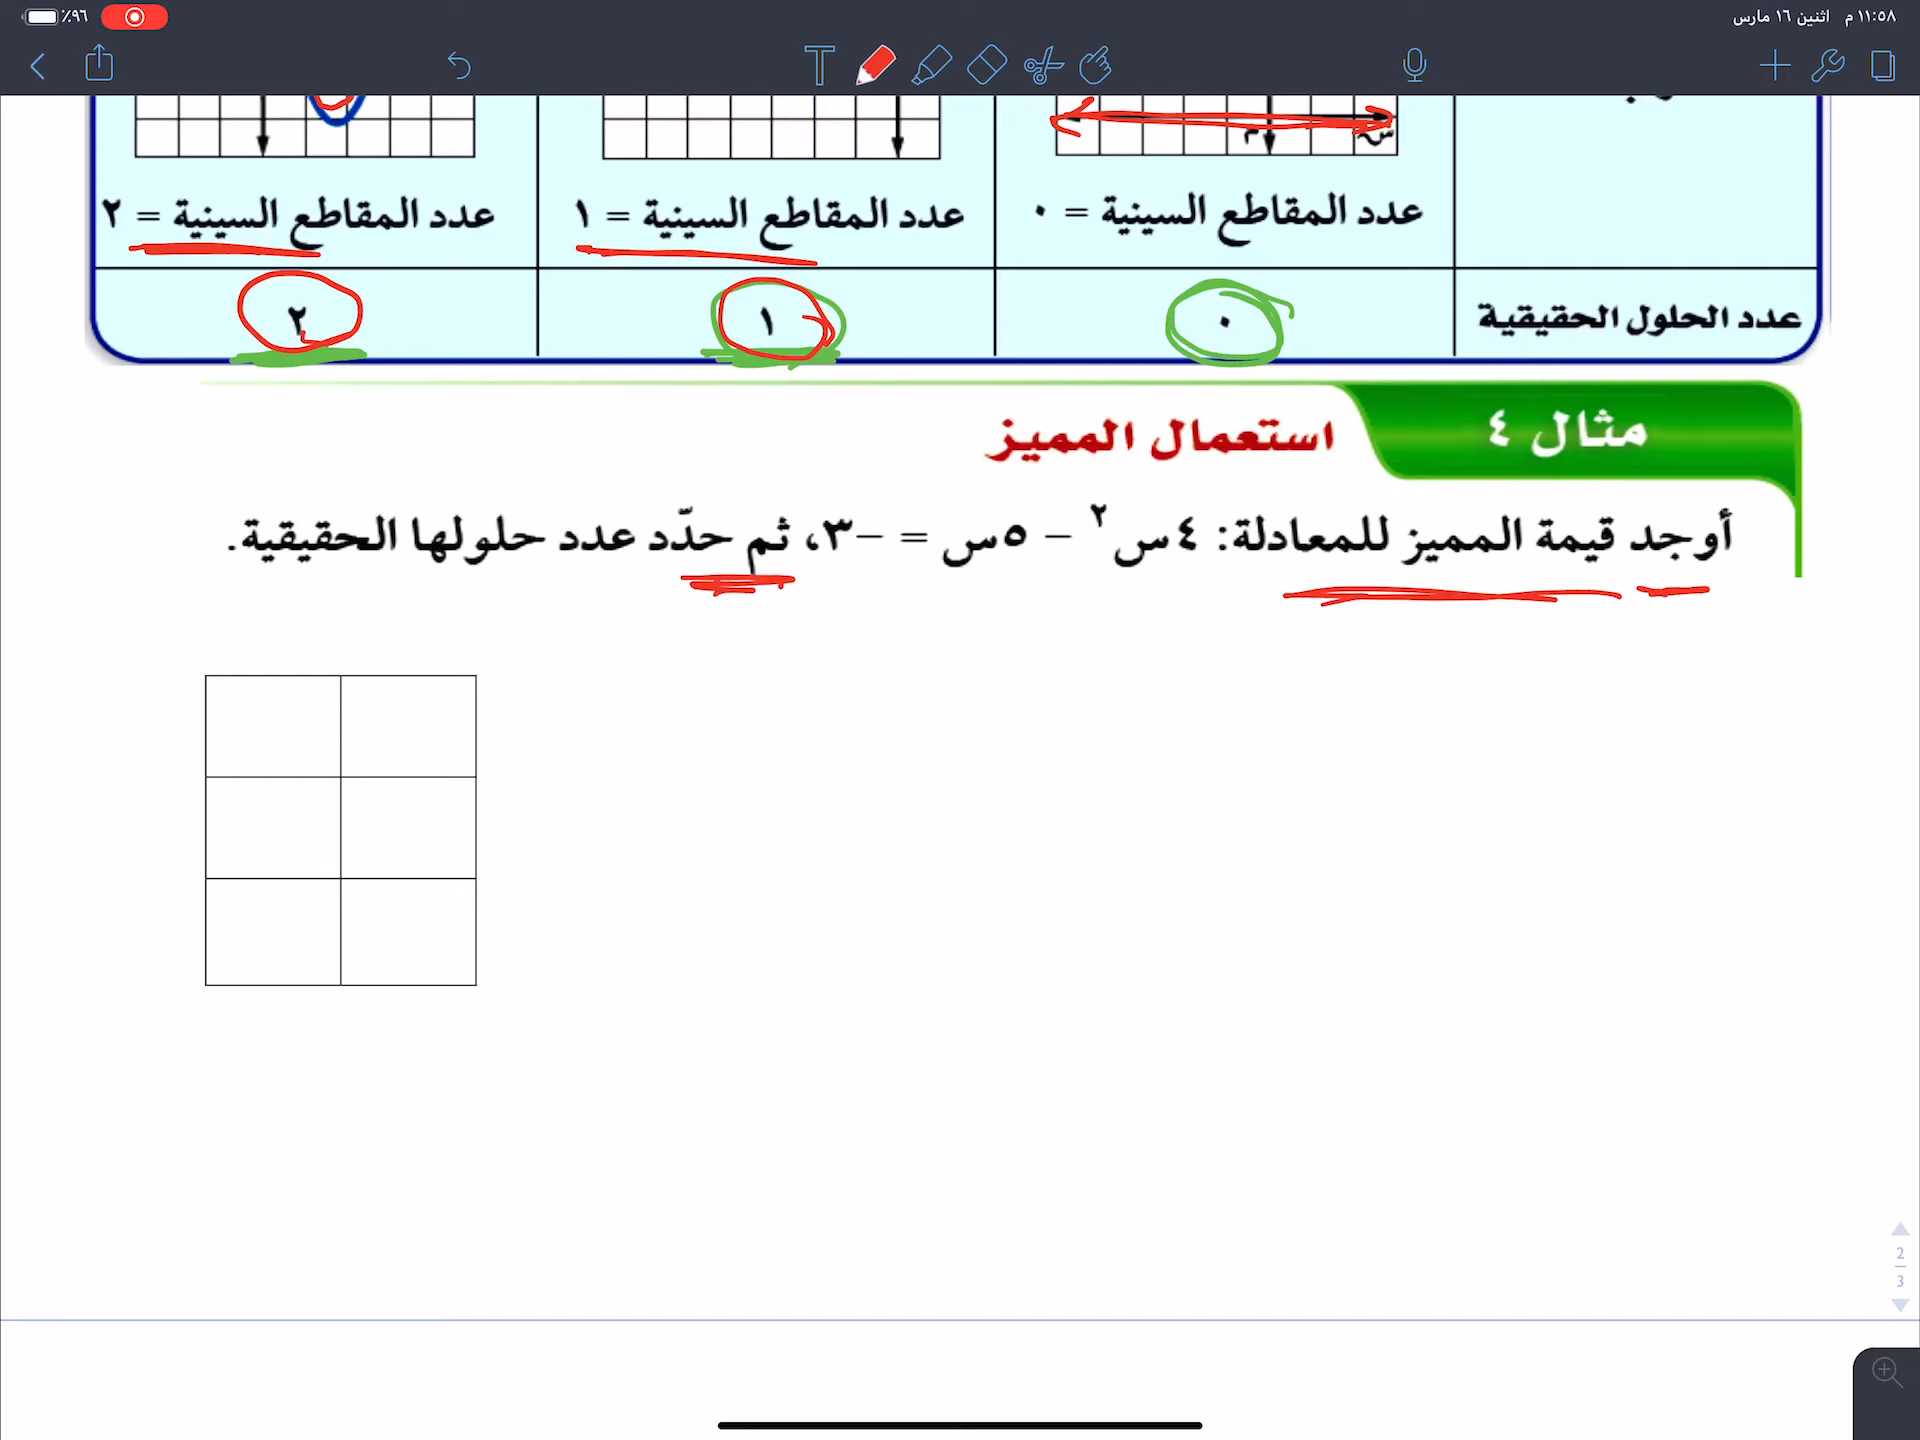 ١١:٥٨ م اثنين ١٦ مارس ٩٦٪
عدد المقاطع السينية = ٠ عدد المقاطع السينية = ١ عدد المقاطع السينية = ٢
عدد الحلول الحقيقية ٠ ١ ٢
مثال ٤ استعمال المميز
أوجد قيمة المميز للمعادلة: ٤س٢ – ٥س = –٣، ثم حدّد عدد حلولها الحقيقية.
2
3